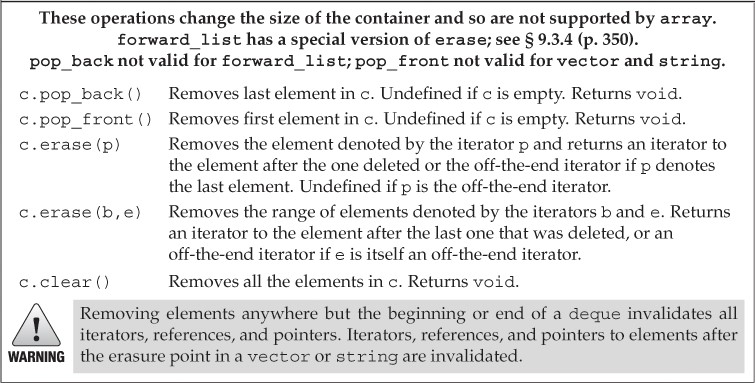 These operations change the size of the container and so are not supported by array.
forward_list has a special version of erase; see § 9.3.4 (p. 350).
pop_back not valid for forward_list; pop_front not valid for vector and string.
c.pop_back() Removes last element in c. Undefined if c is empty. Returns void.
c.pop_front() Removes first element in c. Undefined if c is empty. Returns void.
c.erase(p) Removes the element denoted by the iterator p and returns an iterator to
the element after the one deleted or the off-the-end iterator if p denotes
the last element. Undefined if p is the off-the-end iterator.
c.erase(b,e) Removes the range of elements denoted by the iterators b and e. Returns
an iterator to the element after the last one that was deleted, or an
off-the-end iterator if e is itself an off-the-end iterator.
c.clear() Removes all the elements in c. Returns void.
Removing elements anywhere but the beginning or end of a deque invalidates all
iterators, references, and pointers. Iterators, references, and pointers to elements after
the erasure point in a vector or string are invalidated.
WARNING